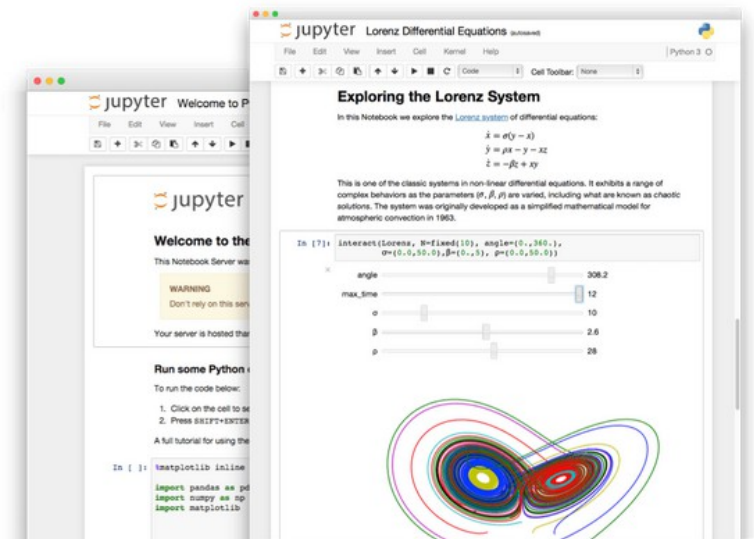 jupyter Lorenz Differential Equations (autosaved)
File Edit View Insert Cell Kernel Help Python 3
Code Cell Toolbar: None
Exploring the Lorenz System
In this Notebook we explore the Lorenz system of differential equations:
ẋ = σ(y − x)
ẏ = ρx − y − xz
ż = −βz + xy
This is one of the classic systems in non-linear differential equations. It exhibits a range of
complex behaviors as the parameters (σ, β, ρ) are varied, including what are known as chaotic
solutions. The system was originally developed as a simplified mathematical model for
atmospheric convection in 1963.
In [7]: interact(Lorenz, N=fixed(10), angle=(0.,360.),
σ=(0.0,50.0),β=(0.,5), ρ=(0.0,50.0))
angle 308.2
max_time 12
σ 10
β 2.6
ρ 28
jupyter Welcome to P
File Edit View Insert Cell
jupyter
Welcome to the
This Notebook Server was
WARNING
Don't rely on this serv
Your server is hosted than
Run some Python
To run the code below:
1. Click on the cell to se
2. Press SHIFT+ENTER
A full tutorial for using the
In [ ]: %matplotlib inline
import pandas as pd
import numpy as np
import matplotlib